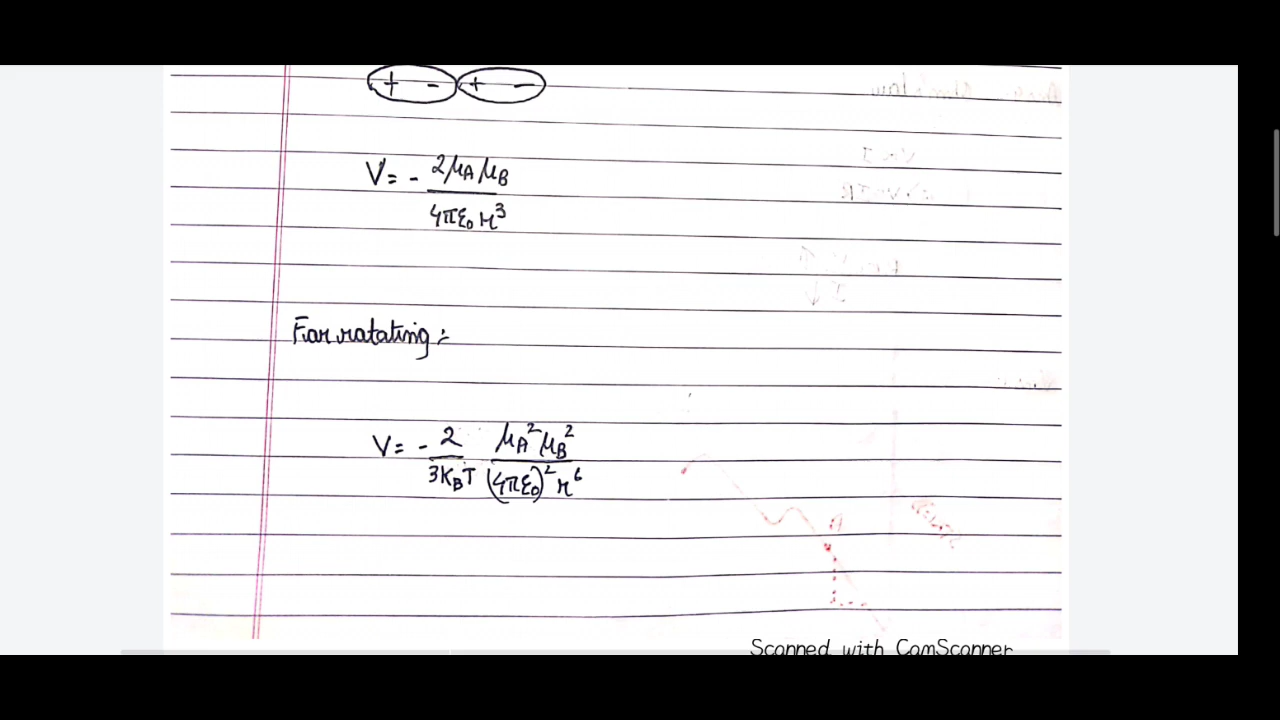 + - + -
V = - 2μAμB / 4πε₀r³
For rotating :-
V = - 2 / 3KBT μA²μB² / (4πε₀)²r⁶
Scanned with CamScanner